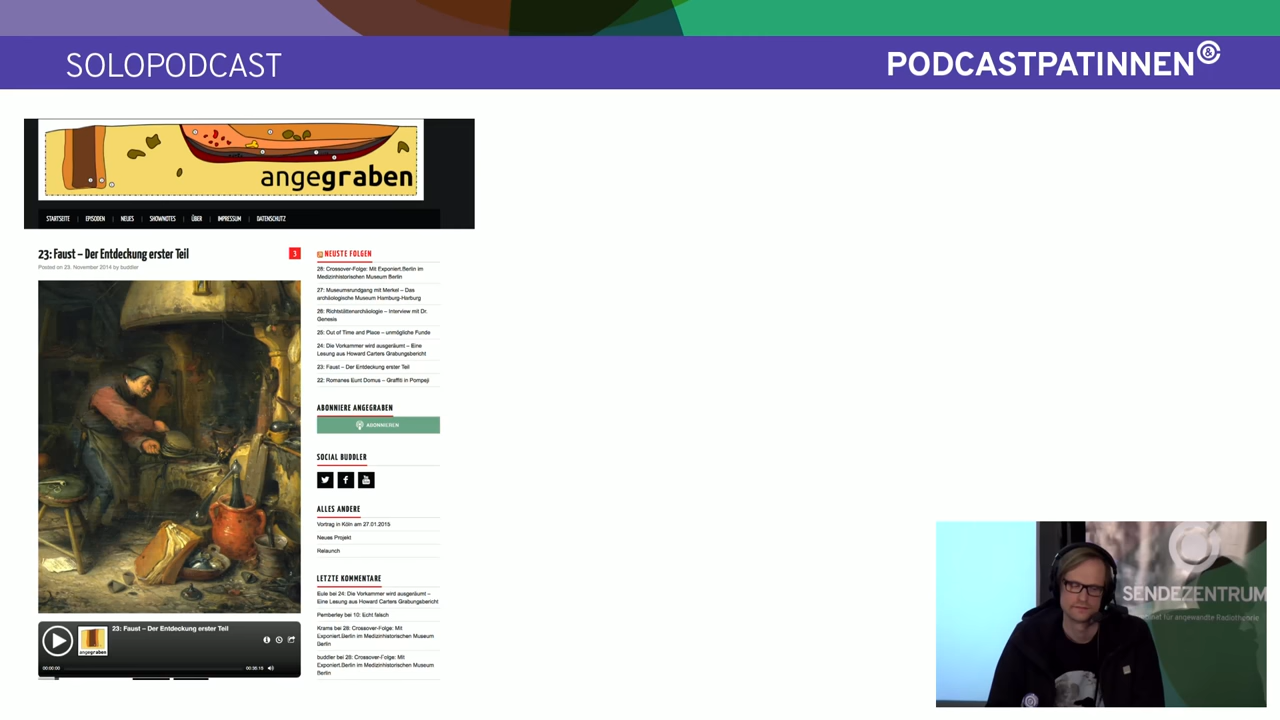 SOLOPODCAST
PODCASTPATINNEN
&
angegraben
STARTSEITE | EPISODEN | NEUES | SHOWNOTES | ÜBER | IMPRESSUM | DATENSCHUTZ
23: Faust – Der Entdeckung erster Teil
3
Posted on 23. November 2014 by buddler
23: Faust – Der Entdeckung erster Teil
angegraben
00:00:00
00:36:15
NEUSTE FOLGEN
28: Crossover-Folge: Mit Exponiert.Berlin im
Medizinhistorischen Museum Berlin
27: Museumsrundgang mit Merkel – Das
archäologische Museum Hamburg-Harburg
26: Richtstättenarchäologie – Interview mit Dr.
Genesis
25: Out of Time and Place – unmögliche Funde
24: Die Vorkammer wird ausgeräumt – Eine
Lesung aus Howard Carters Grabungsbericht
23: Faust – Der Entdeckung erster Teil
22: Romanes Eunt Domus – Graffiti in Pompeji
ABONNIERE ANGEGRABEN
ABONNIEREN
SOCIAL BUDDLER
ALLES ANDERE
Vortrag in Köln am 27.01.2015
Neues Projekt
Relaunch
LETZTE KOMMENTARE
Eule bei 24: Die Vorkammer wird ausgeräumt –
Eine Lesung aus Howard Carters Grabungsbericht
Pemberley bei 10: Echt falsch
Krams bei 28: Crossover-Folge: Mit
Exponiert.Berlin im Medizinhistorischen Museum
Berlin
buddler bei 28: Crossover-Folge: Mit
Exponiert.Berlin im Medizinhistorischen Museum
Berlin
SENDEZENTRUM
für angewandte Radiotheorie